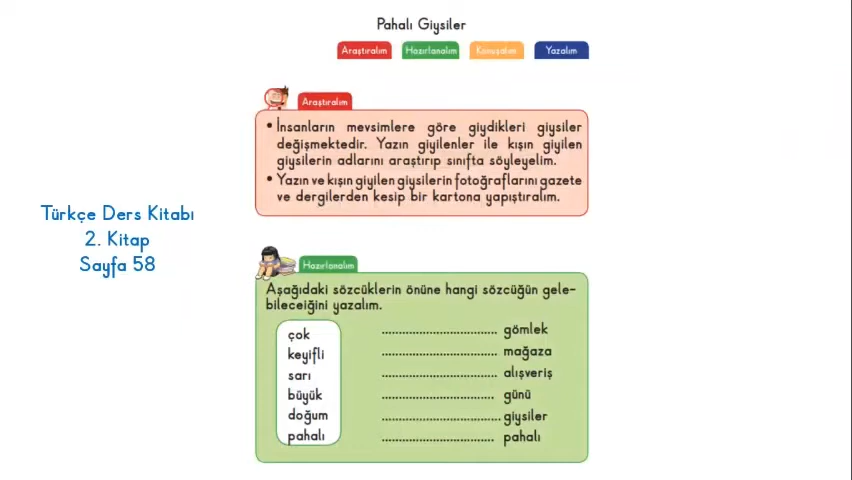 Pahalı Giysiler
Araştıralım Hazırlanalım Konuşalım Yazalım
Araştıralım
• İnsanların mevsimlere göre giydikleri giysiler
değişmektedir. Yazın giyilenler ile kışın giyilen
giysilerin adlarını araştırıp sınıfta söyleyelim.
• Yazın ve kışın giyilen giysilerin fotoğraflarını gazete
ve dergilerden kesip bir kartona yapıştıralım.
Türkçe Ders Kitabı
2. Kitap
Sayfa 58
Hazırlanalım
Aşağıdaki sözcüklerin önüne hangi sözcüğün gele-
bileceiğini yazalım.
çok
keyifli
sarı
büyük
doğum
pahalı
................................ gömlek
................................ mağaza
................................ alışveriş
............................... günü
................................. giysiler
............................... pahalı